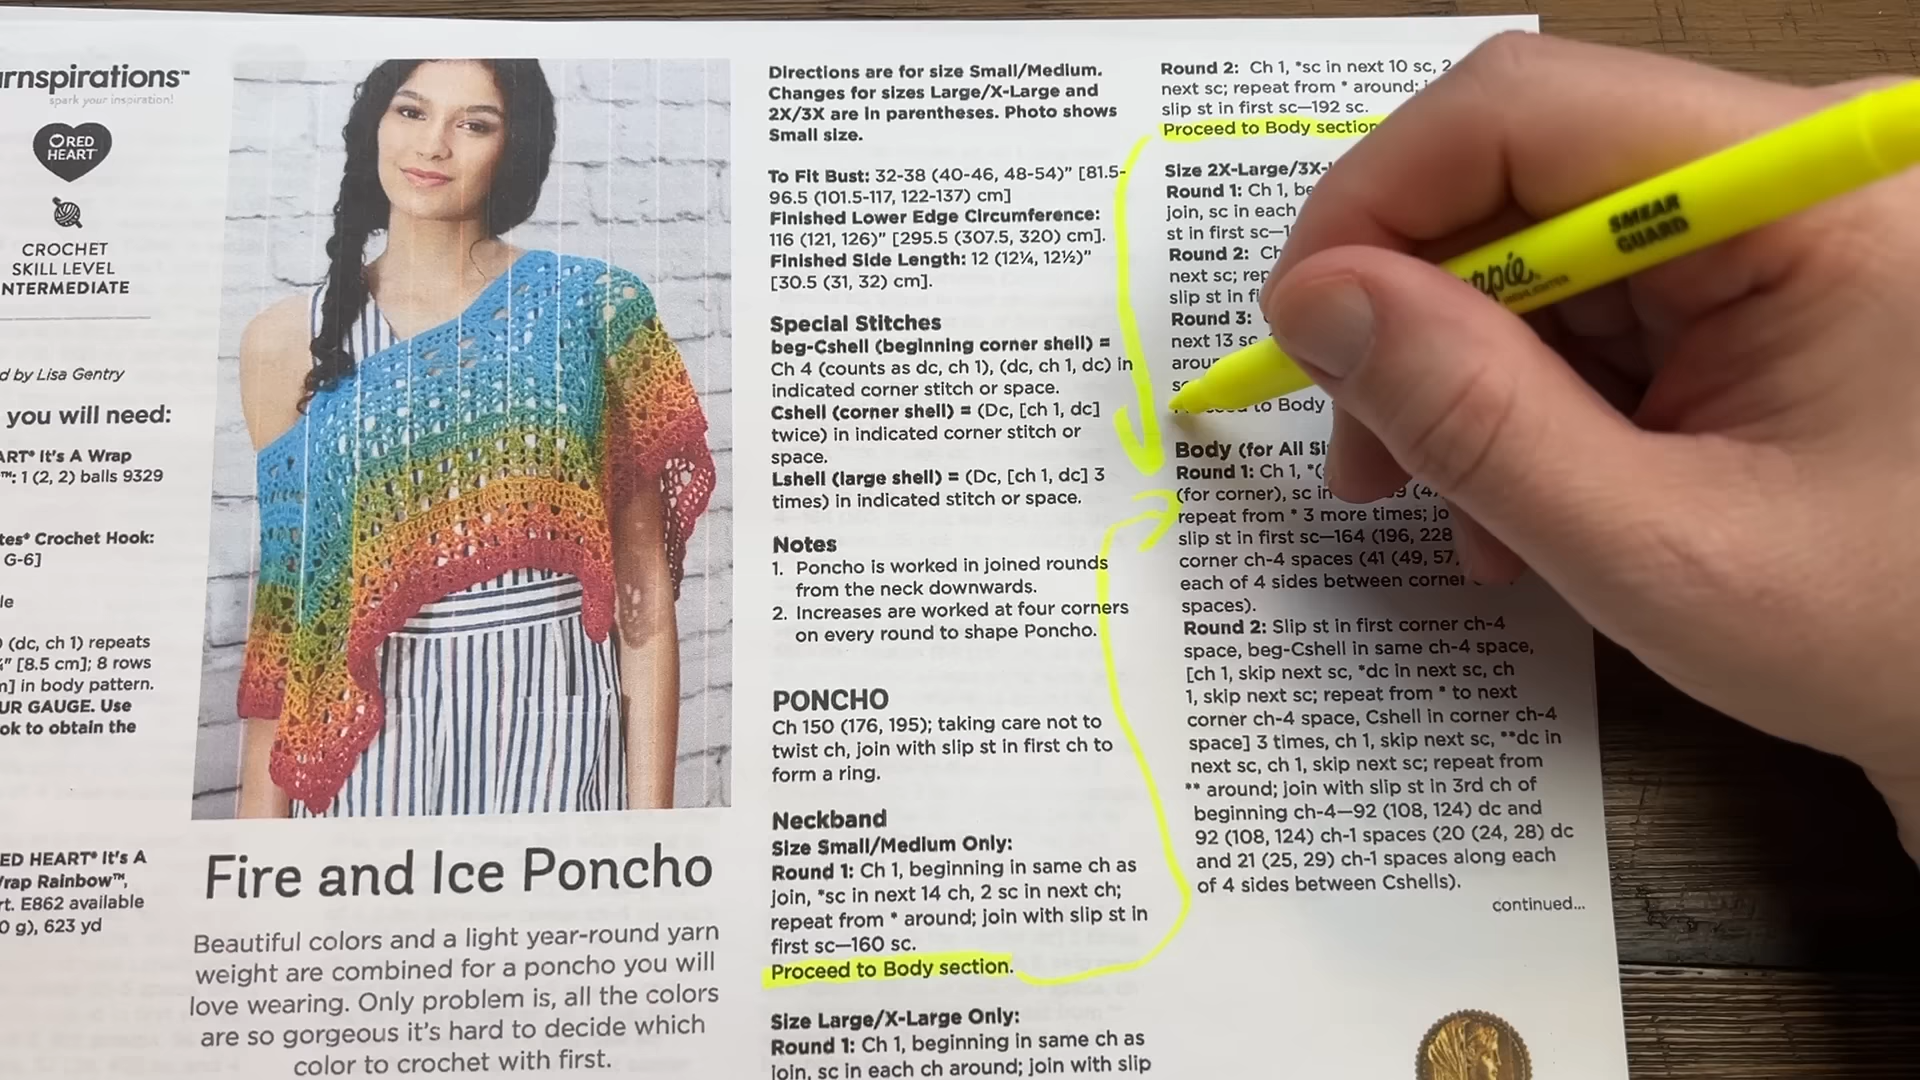 arnspirations™
spark your inspiration!
RED
HEART
CROCHET
SKILL LEVEL
NTERMEDIATE
d by Lisa Gentry
you will need:
ART® It's A Wrap
™: 1 (2, 2) balls 9329
tes® Crochet Hook:
G-6]
le
(dc, ch 1) repeats
" [8.5 cm]; 8 rows
] in body pattern.
UR GAUGE. Use
ok to obtain the
ED HEART® It's A
Wrap Rainbow™,
rt. E862 available
0 g), 623 yd
Fire and Ice Poncho
Beautiful colors and a light year-round yarn
weight are combined for a poncho you will
love wearing. Only problem is, all the colors
are so gorgeous it's hard to decide which
color to crochet with first.
Directions are for size Small/Medium.
Changes for sizes Large/X-Large and
2X/3X are in parentheses. Photo shows
Small size.
To Fit Bust: 32-38 (40-46, 48-54)" [81.5-
96.5 (101.5-117, 122-137) cm]
Finished Lower Edge Circumference:
116 (121, 126)" [295.5 (307.5, 320) cm].
Finished Side Length: 12 (12¼, 12½)"
[30.5 (31, 32) cm].
Special Stitches
beg-Cshell (beginning corner shell) =
Ch 4 (counts as dc, ch 1), (dc, ch 1, dc) in
indicated corner stitch or space.
Cshell (corner shell) = (Dc, [ch 1, dc]
twice) in indicated corner stitch or
space.
Lshell (large shell) = (Dc, [ch 1, dc] 3
times) in indicated stitch or space.
Notes
1. Poncho is worked in joined rounds
from the neck downwards.
2. Increases are worked at four corners
on every round to shape Poncho.
PONCHO
Ch 150 (176, 195); taking care not to
twist ch, join with slip st in first ch to
form a ring.
Neckband
Size Small/Medium Only:
Round 1: Ch 1, beginning in same ch as
join, *sc in next 14 ch, 2 sc in next ch;
repeat from * around; join with slip st in
first sc—160 sc.
Proceed to Body section.
Size Large/X-Large Only:
Round 1: Ch 1, beginning in same ch as
join, sc in each ch around; join with slip
Round 2: Ch 1, *sc in next 10 sc, 2
next sc; repeat from * around;
slip st in first sc—192 sc.
Proceed to Body section
Size 2X-Large/3X-
Round 1: Ch 1, be
join, sc in each
st in first sc—1
Round 2: Ch
next sc; rep
slip st in fi
Round 3:
next 13 sc
arou
to Body
Body (for All Si
Round 1: Ch 1, *(
(for corner), sc in
repeat from * 3 more times; jo
slip st in first sc—164 (196, 228
corner ch-4 spaces (41 (49, 57,
each of 4 sides between corner
spaces).
Round 2: Slip st in first corner ch-4
space, beg-Cshell in same ch-4 space,
[ch 1, skip next sc, *dc in next sc, ch
1, skip next sc; repeat from * to next
corner ch-4 space, Cshell in corner ch-4
space] 3 times, ch 1, skip next sc, **dc in
next sc, ch 1, skip next sc; repeat from
** around; join with slip st in 3rd ch of
beginning ch-4—92 (108, 124) dc and
92 (108, 124) ch-1 spaces (20 (24, 28) dc
and 21 (25, 29) ch-1 spaces along each
of 4 sides between Cshells).
continued...
SMEAR
GUARD
rpie
HIGHLIGHTER